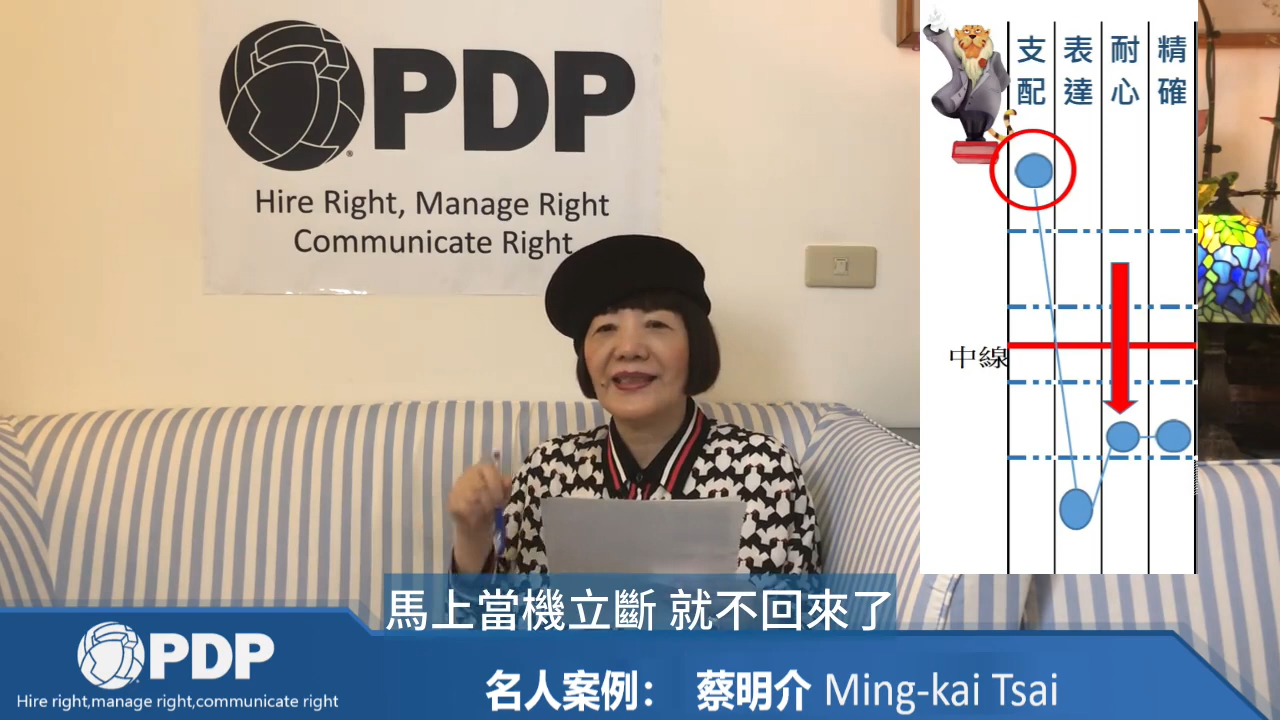 PDP
Hire Right, Manage Right
Communicate Right
支配
表達
耐心
精確
中線
馬上當機立斷 就不回來了
PDP
Hire right,manage right,communicate right
名人案例： 蔡明介 Ming-kai Tsai